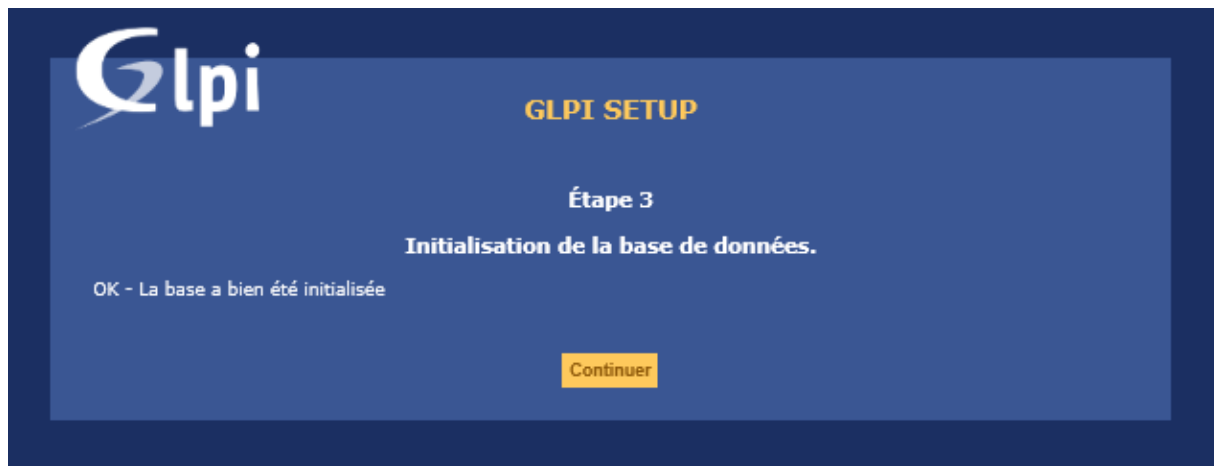 Glpi
GLPI SETUP
Étape 3
Initialisation de la base de données.
OK - La base a bien été initialisée
Continuer